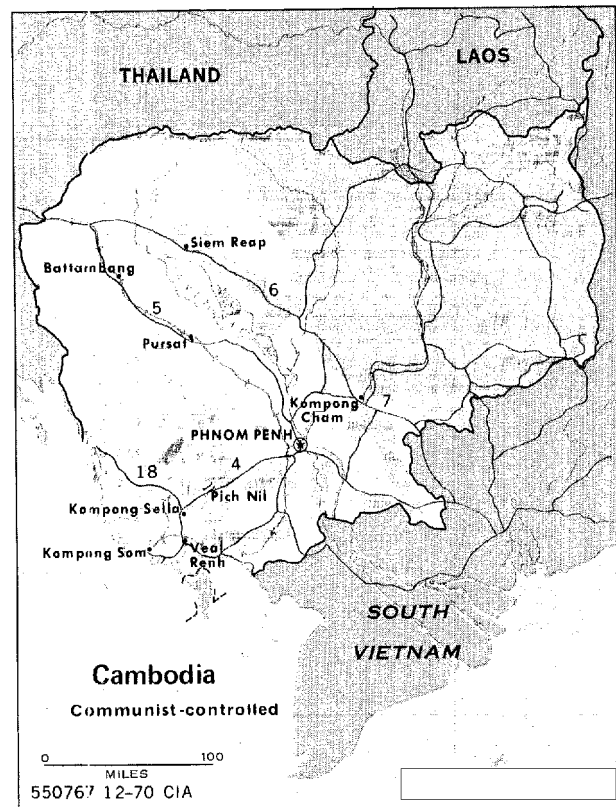 THAILAND
LAOS
Siem Reap
Battambang
6
5
Pursat
Kompong
Cham
7
PHNOM PENH
18
4
Pich Nil
Kompong Seila
Kompong Som
Veal
Renh
SOUTH
VIETNAM
Cambodia
Communist-controlled
0
100
MILES
550767 12-70 CIA